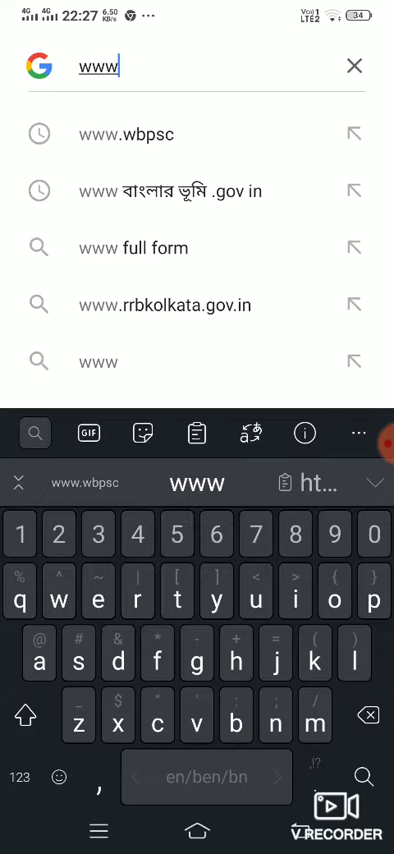 22:27 6.50 KB/s Vo)) 1 LTE2 34
www
www.wbpsc
www বাংলার ভূমি .gov in
www full form
www.rrbkolkata.gov.in
www
GIF
www.wbpsc www ht...
1 2 3 4 5 6 7 8 9 0
% ^ ~ | [ ] < > { }
q w e r t y u i o p
@ # & * - + = ( )
a s d f g h j k l
_ $ " ' : ; /
z x c v b n m
123 , en/ben/bn ,!? .
V RECORDER